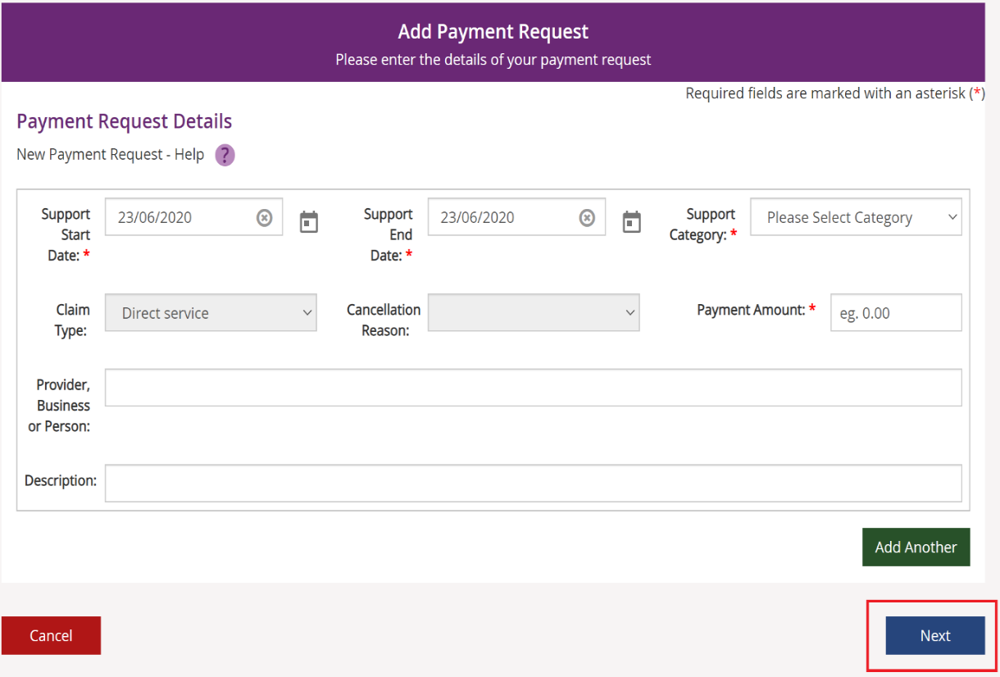 Add Payment Request
Please enter the details of your payment request
Required fields are marked with an asterisk (*)
Payment Request Details
New Payment Request - Help ?
Support
Start
Date: *
23/06/2020
Support
End
Date: *
23/06/2020
Support
Category: *
Please Select Category
Claim
Type:
Direct service
Cancellation
Reason:
Payment Amount: *
eg. 0.00
Provider,
Business
or Person:
Description:
Add Another
Cancel
Next